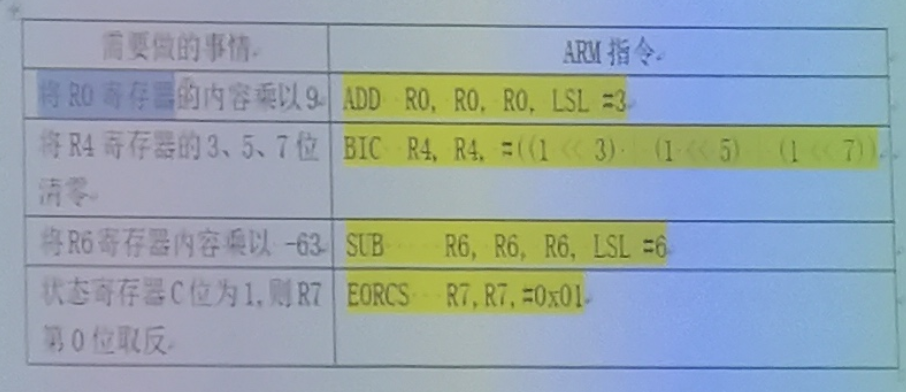 需要做的事情
ARM 指令
将 R0 寄存器的内容乘以 9
ADD R0, R0, R0, LSL #3
将 R4 寄存器的 3、5、7 位
清零
BIC R4, R4, #((1 << 3) (1 << 5) (1 << 7))
将 R6 寄存器内容乘以 -63
SUB R6, R6, R6, LSL #6
状态寄存器 C 位为 1,则 R7
第 0 位取反
EORCS R7,R7,#0x01